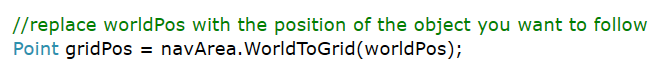 //replace worldPos with the position of the object you want to follow
Point gridPos = navArea.WorldToGrid(worldPos);